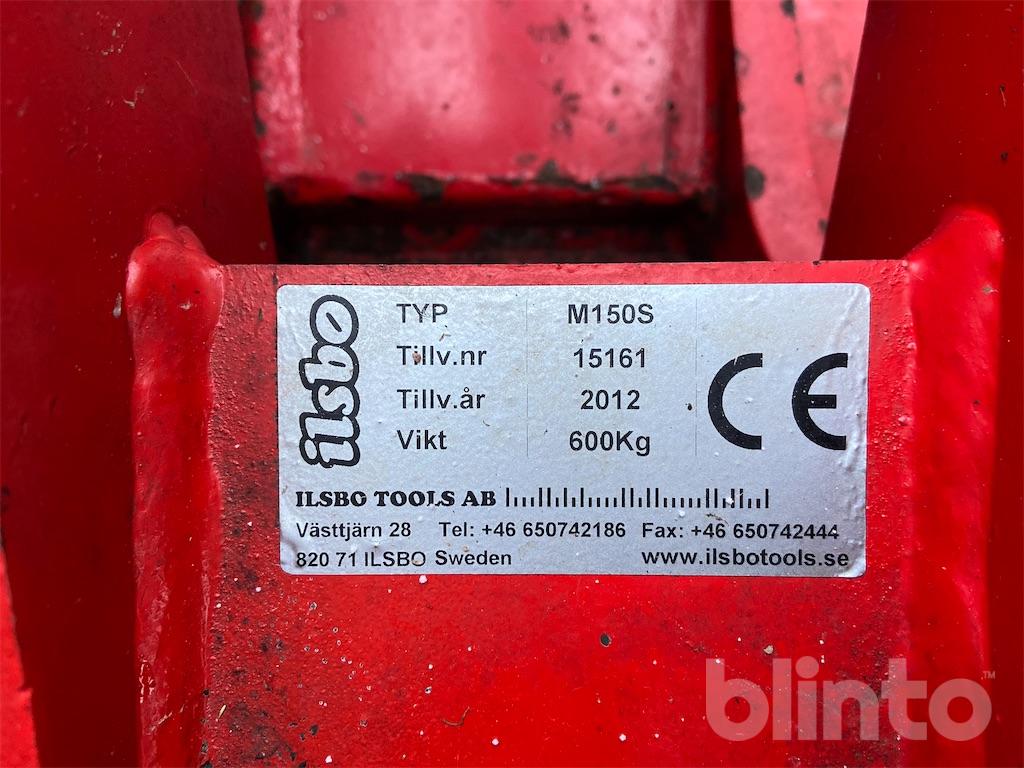 ilsbo
TYP M150S
Tillv.nr 15161
Tillv.år 2012
Vikt 600Kg
CE
ILSBO TOOLS AB
Västtjärn 28 Tel: +46 650742186 Fax: +46 650742444
820 71 ILSBO Sweden www.ilsbotools.se
blinto™